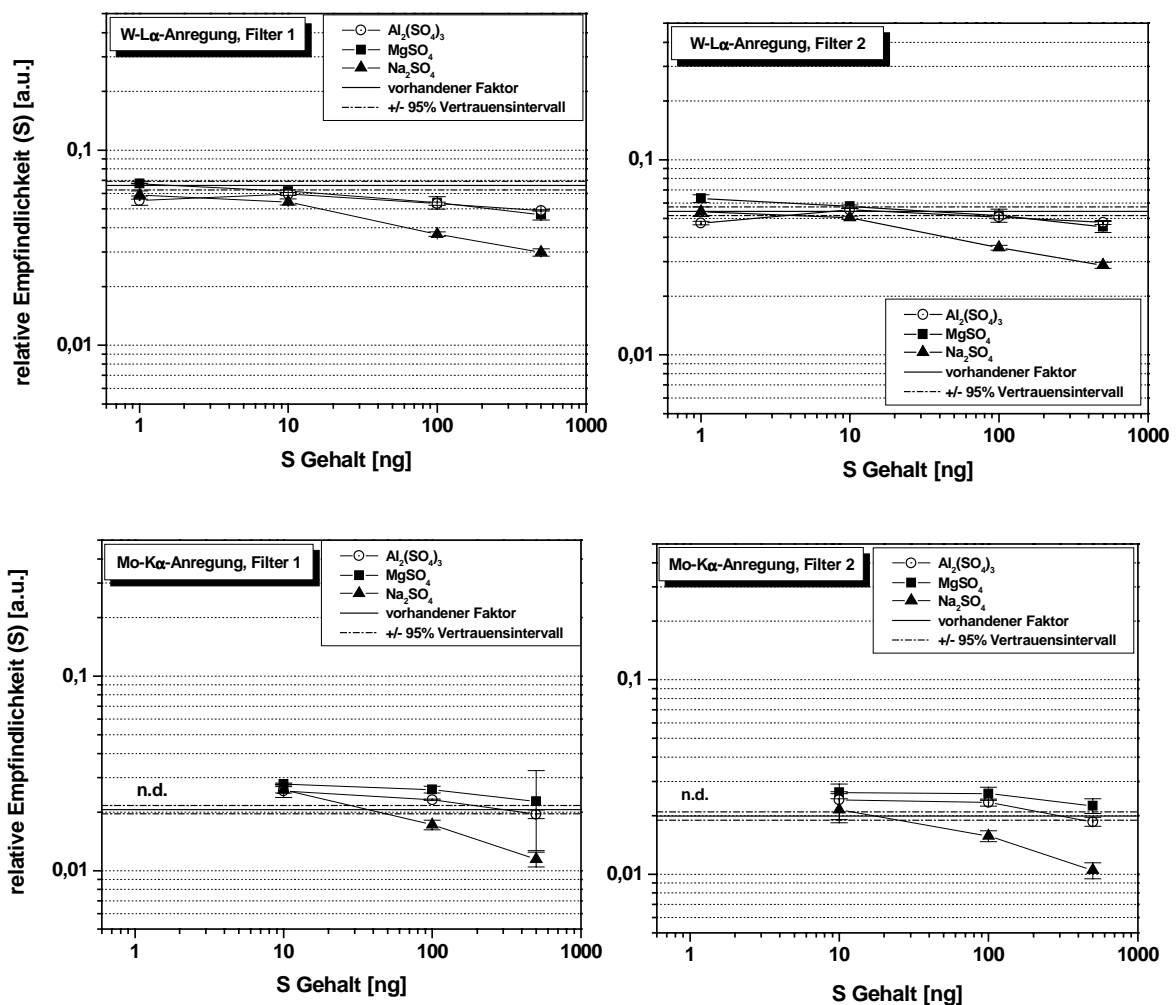 W-Lα-Anregung, Filter 1
Al₂(SO₄)₃
MgSO₄
Na₂SO₄
vorhandener Faktor
+/- 95% Vertrauensintervall
relative Empfindlichkeit (S) [a.u.]
0,1
0,01
1
10
100
1000
S Gehalt [ng]
W-Lα-Anregung, Filter 2
0,1
0,01
Al₂(SO₄)₃
MgSO₄
Na₂SO₄
vorhandener Faktor
+/- 95% Vertrauensintervall
1
10
100
1000
S Gehalt [ng]
Mo-Kα-Anregung, Filter 1
Al₂(SO₄)₃
MgSO₄
Na₂SO₄
vorhandener Faktor
+/- 95% Vertrauensintervall
relative Empfindlichkeit (S) [a.u.]
0,1
n.d.
0,01
1
10
100
1000
S Gehalt [ng]
Mo-Kα-Anregung, Filter 2
Al₂(SO₄)₃
MgSO₄
Na₂SO₄
vorhandener Faktor
+/- 95% Vertrauensintervall
0,1
n.d.
0,01
1
10
100
1000
S Gehalt [ng]